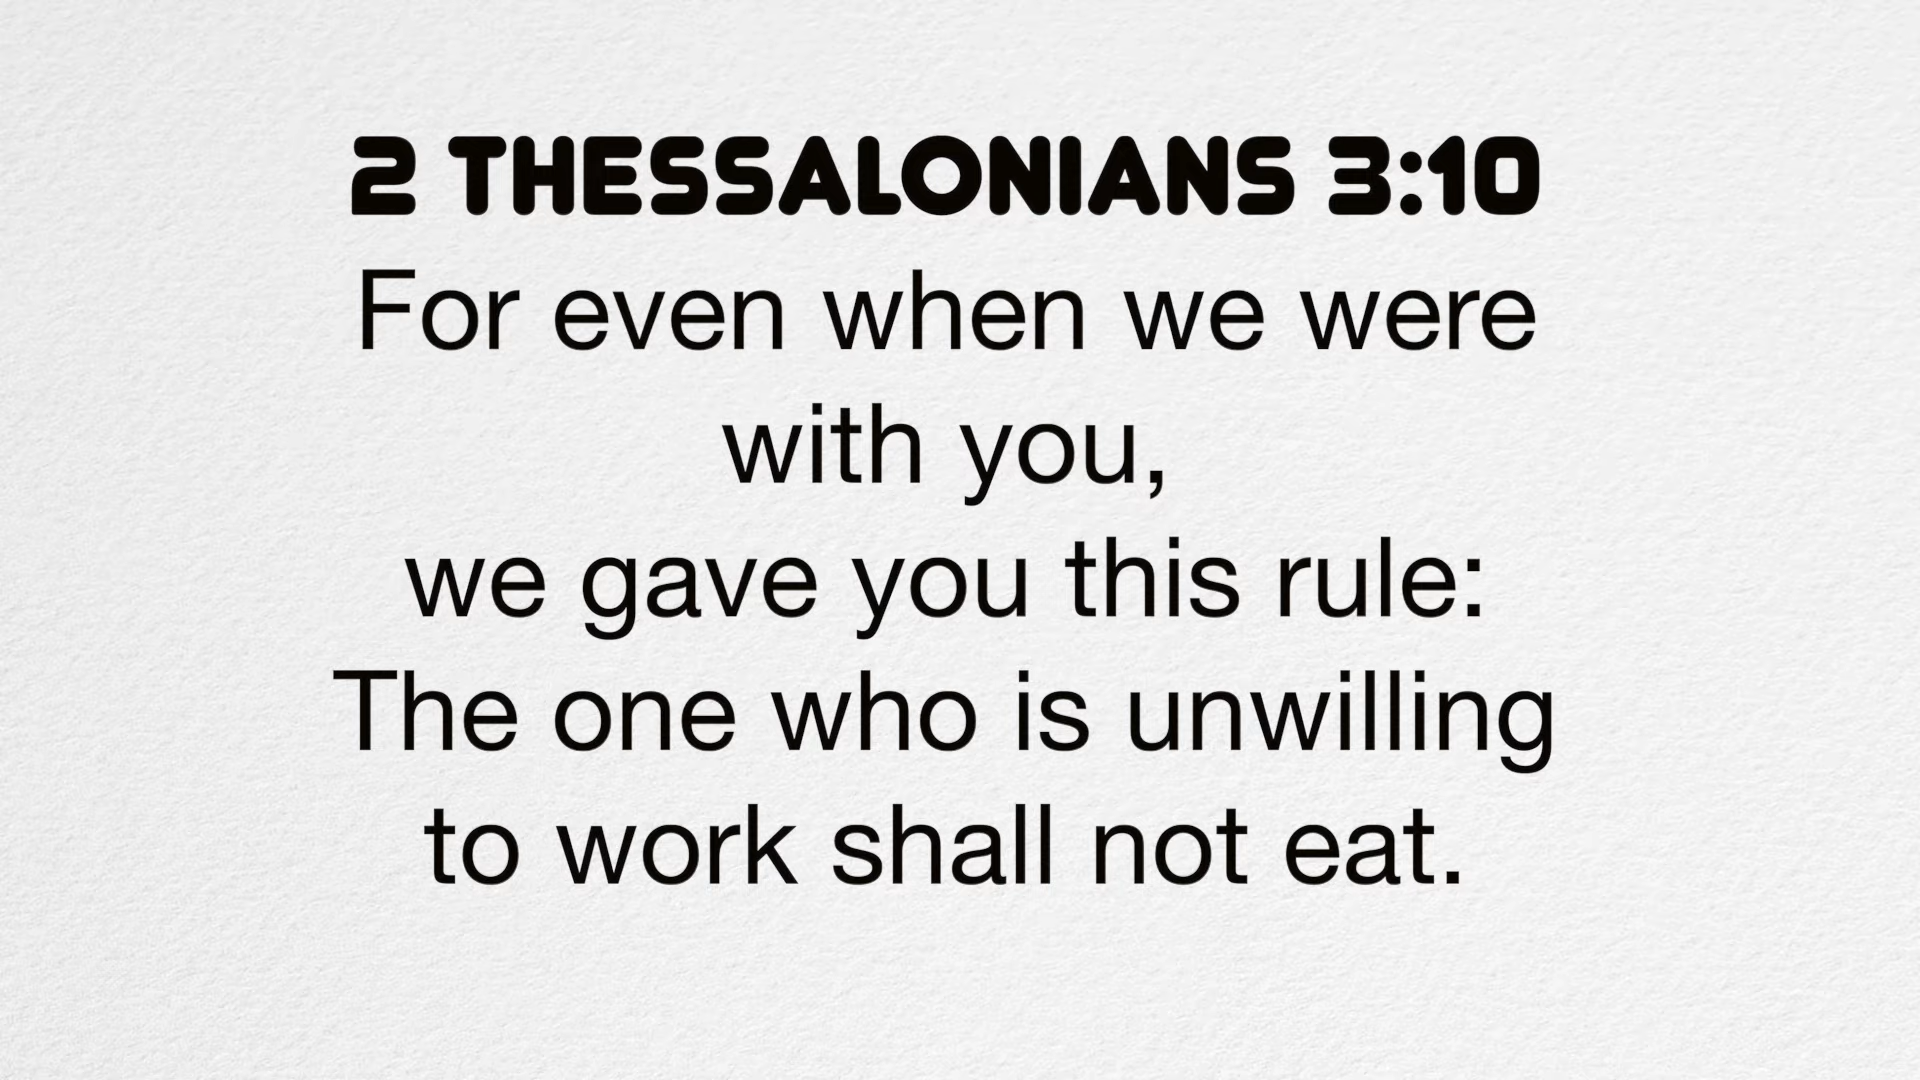 2 THESSALONIANS 3:10
For even when we were
with you,
we gave you this rule:
The one who is unwilling
to work shall not eat.